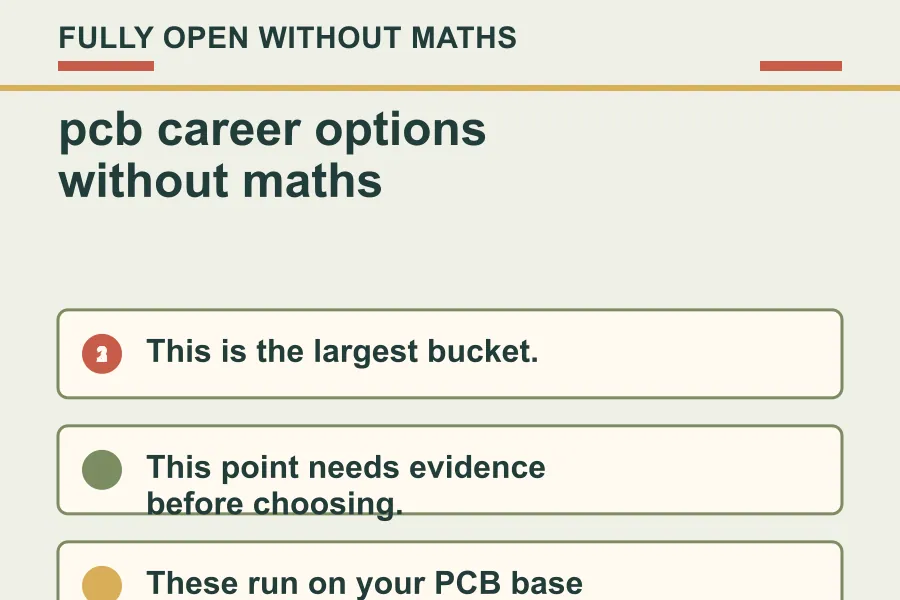 FULLY OPEN WITHOUT MATHS
pcb career options
without maths
This is the largest bucket.
This point needs evidence
before choosing.
These run on your PCB base